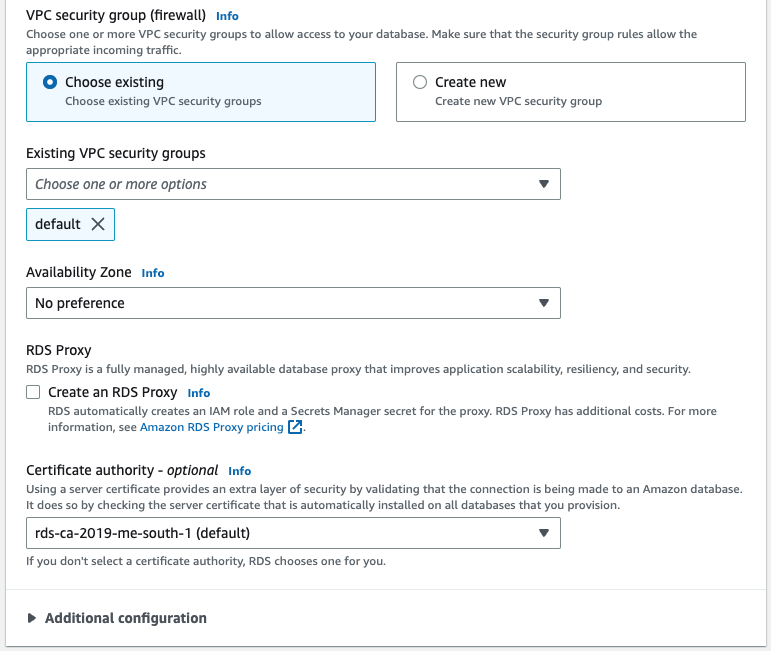 VPC security group (firewall) Info
Choose one or more VPC security groups to allow access to your database. Make sure that the security group rules allow the
appropriate incoming traffic.
Choose existing
Choose existing VPC security groups
Create new
Create new VPC security group
Existing VPC security groups
Choose one or more options
default
Availability Zone Info
No preference
RDS Proxy
RDS Proxy is a fully managed, highly available database proxy that improves application scalability, resiliency, and security.
Create an RDS Proxy Info
RDS automatically creates an IAM role and a Secrets Manager secret for the proxy. RDS Proxy has additional costs. For more
information, see Amazon RDS Proxy pricing.
Certificate authority - optional Info
Using a server certificate provides an extra layer of security by validating that the connection is being made to an Amazon database.
It does so by checking the server certificate that is automatically installed on all databases that you provision.
rds-ca-2019-me-south-1 (default)
If you don't select a certificate authority, RDS chooses one for you.
Additional configuration